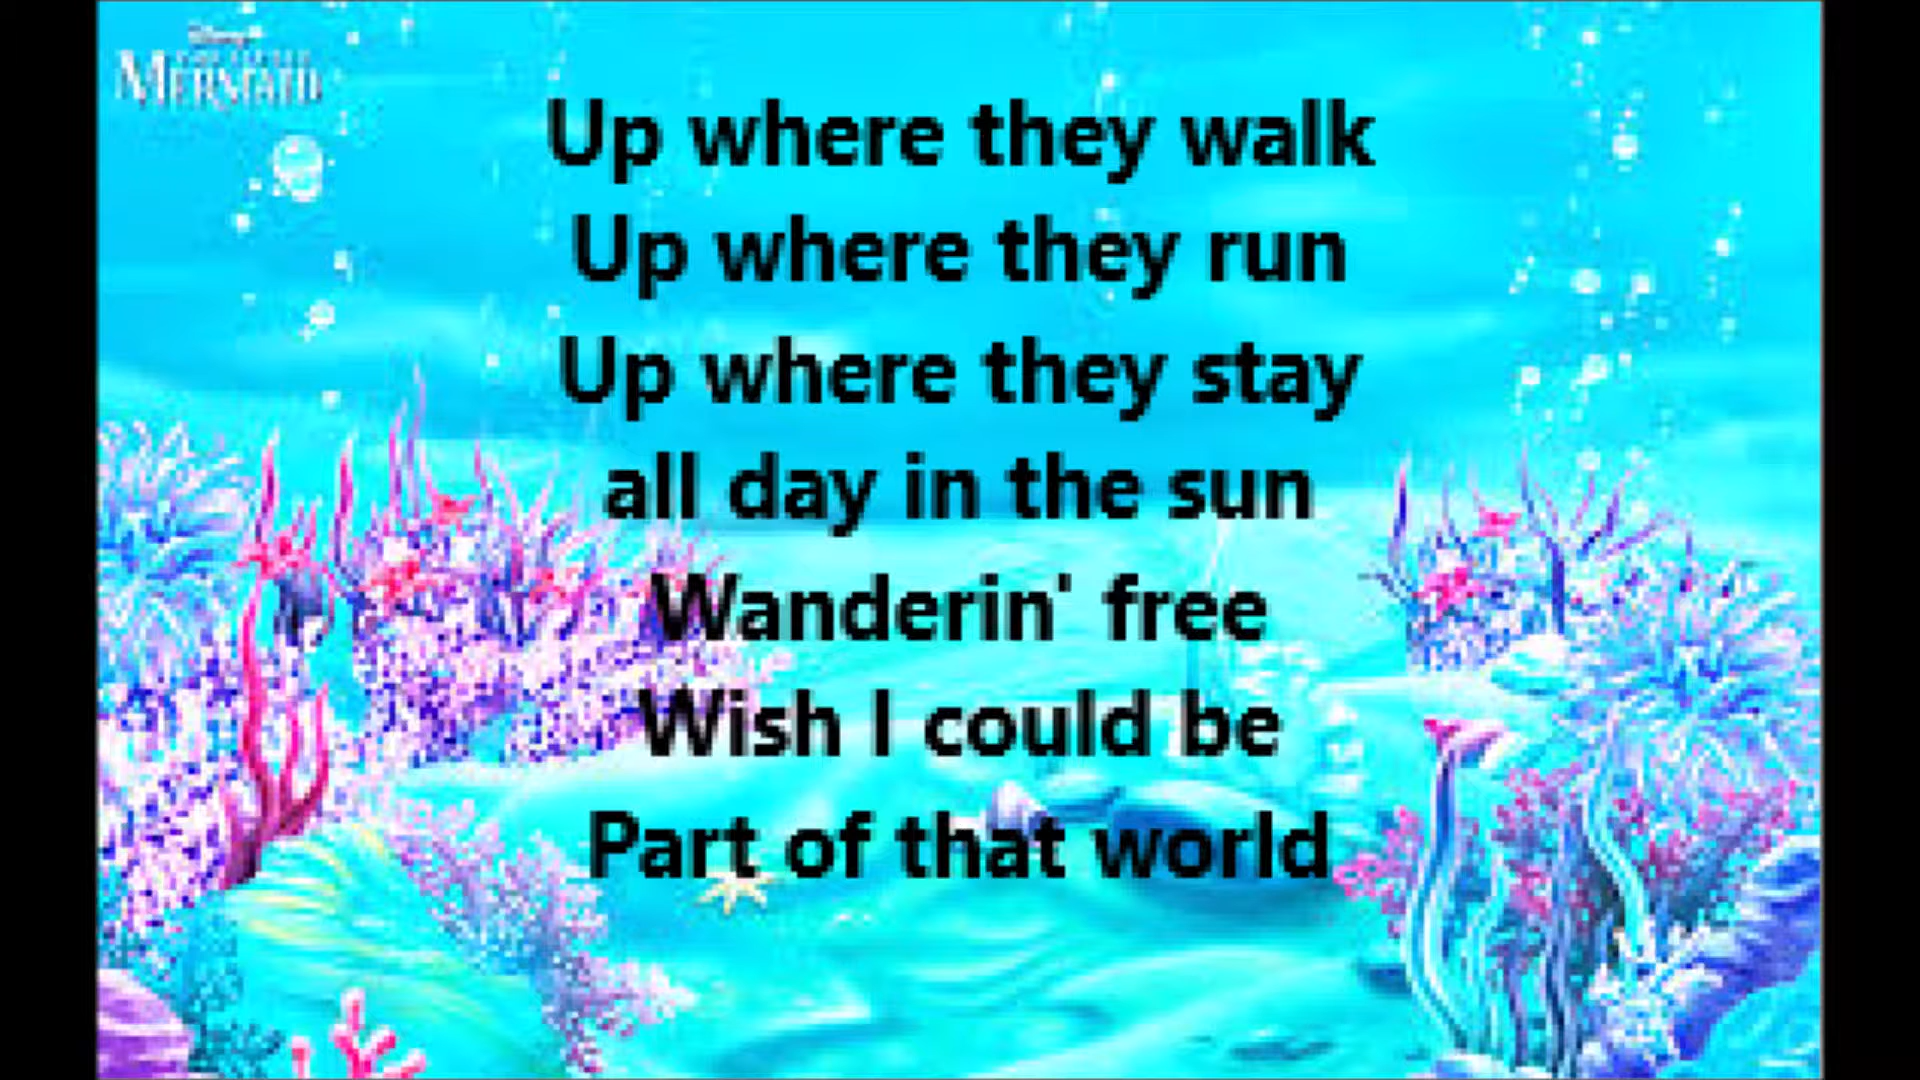 Disney
MERMAID
Up where they walk
Up where they run
Up where they stay
all day in the sun
Wanderin' free
Wish I could be
Part of that world